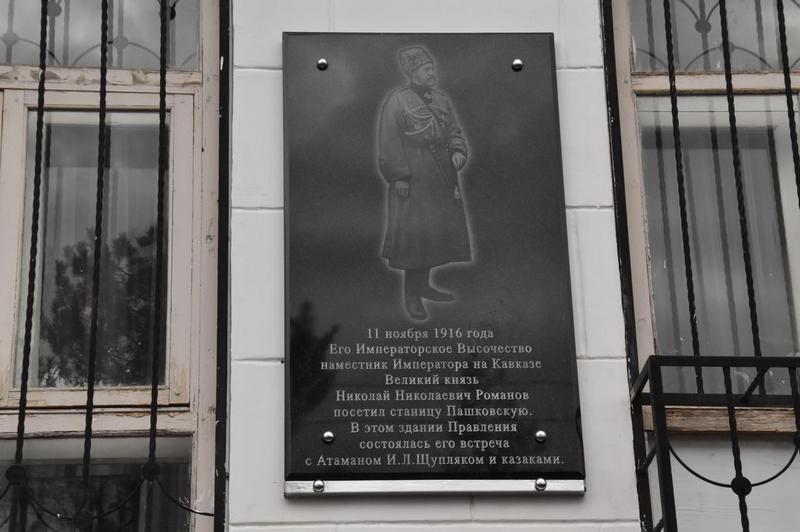 11 ноября 1916 года
Его Императорское Высочество
наместник Императора на Кавказе
Великий князь
Николай Николаевич Романов
посетил станицу Пашковскую.
В этом здании Правления
состоялась его встреча
с Атаманом И.Л.Щупляком и казаками.